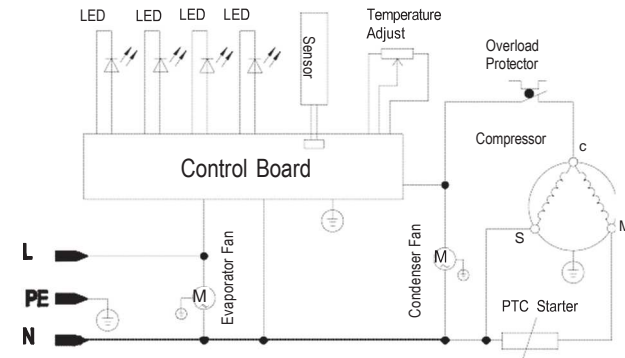 LED LED LED LED
Sensor
Temperature
Adjust
Overload
Protector
Compressor
Control Board
c
S
M
L
PE
N
M
Evaporator Fan
Condenser Fan
M
PTC Starter